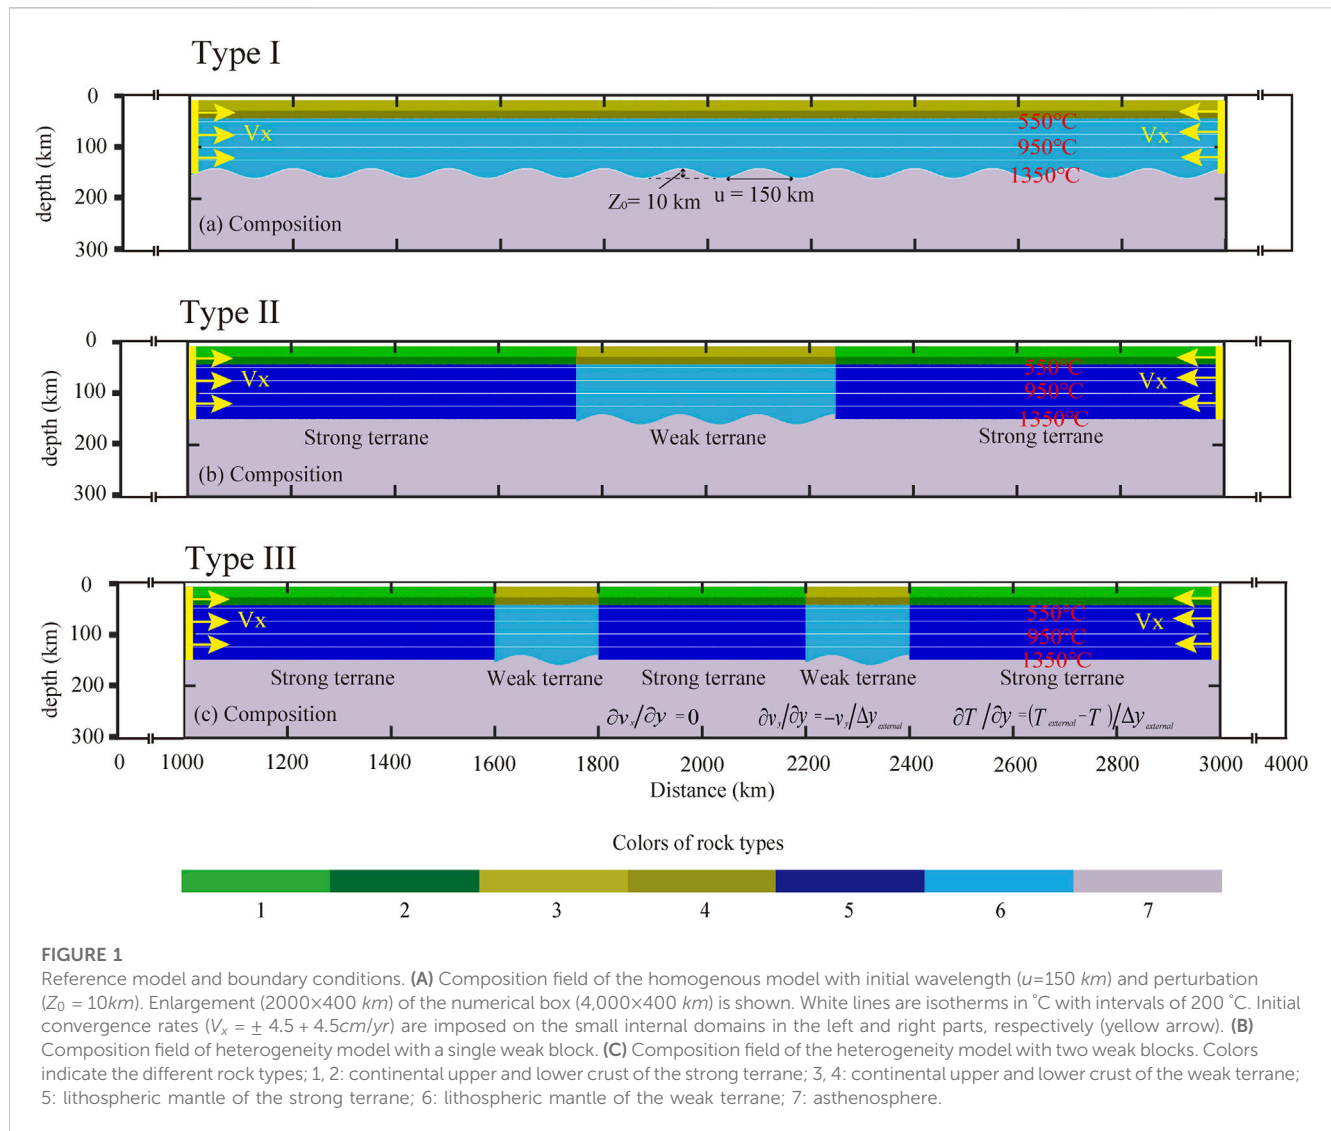 Type I
0
100
200
300
depth (km)
Vx
Vx
550°C
950°C
1350°C
Z₀= 10 km
u = 150 km
(a) Composition
Type II
0
100
200
300
depth (km)
Vx
Vx
550°C
950°C
1350°C
Strong terrane
Weak terrane
Strong terrane
(b) Composition
Type III
0
100
200
300
depth (km)
Vx
Vx
550°C
950°C
1350°C
Strong terrane
Weak terrane
Strong terrane
Weak terrane
Strong terrane
(c) Composition
∂vₓ/∂y = 0
∂v_y/∂y = −v_y/Δy_external
∂T/∂y = (T_external − T)/Δy_external
0 1000 1200 1400 1600 1800 2000 2200 2400 2600 2800 3000 4000
Distance (km)
Colors of rock types
1 2 3 4 5 6 7
FIGURE 1
Reference model and boundary conditions. (A) Composition field of the homogenous model with initial wavelength (u=150 km) and perturbation
(Z₀ = 10km). Enlargement (2000×400 km) of the numerical box (4,000×400 km) is shown. White lines are isotherms in ˚C with intervals of 200 ˚C. Initial
convergence rates (Vₓ = ± 4.5 + 4.5cm/yr) are imposed on the small internal domains in the left and right parts, respectively (yellow arrow). (B)
Composition field of heterogeneity model with a single weak block. (C) Composition field of the heterogeneity model with two weak blocks. Colors
indicate the different rock types; 1, 2: continental upper and lower crust of the strong terrane; 3, 4: continental upper and lower crust of the weak terrane;
5: lithospheric mantle of the strong terrane; 6: lithospheric mantle of the weak terrane; 7: asthenosphere.